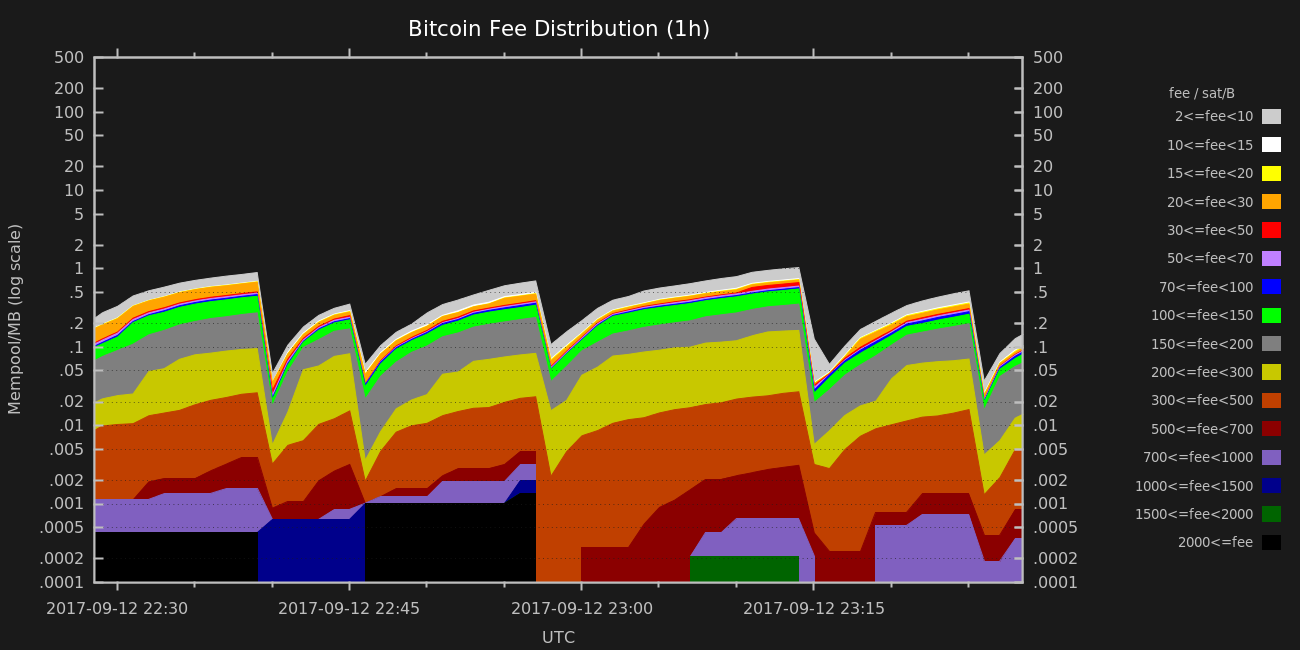 Bitcoin Fee Distribution (1h)
Mempool/MB (log scale)
500
200
100
50
20
10
5
2
1
.5
.2
.1
.05
.02
.01
.005
.002
.001
.0005
.0002
.0001
500
200
100
50
20
10
5
2
1
.5
.2
.1
.05
.02
.01
.005
.002
.001
.0005
.0002
.0001
2017-09-12 22:30
2017-09-12 22:45
2017-09-12 23:00
2017-09-12 23:15
UTC
fee / sat/B
2<=fee<10
10<=fee<15
15<=fee<20
20<=fee<30
30<=fee<50
50<=fee<70
70<=fee<100
100<=fee<150
150<=fee<200
200<=fee<300
300<=fee<500
500<=fee<700
700<=fee<1000
1000<=fee<1500
1500<=fee<2000
2000<=fee